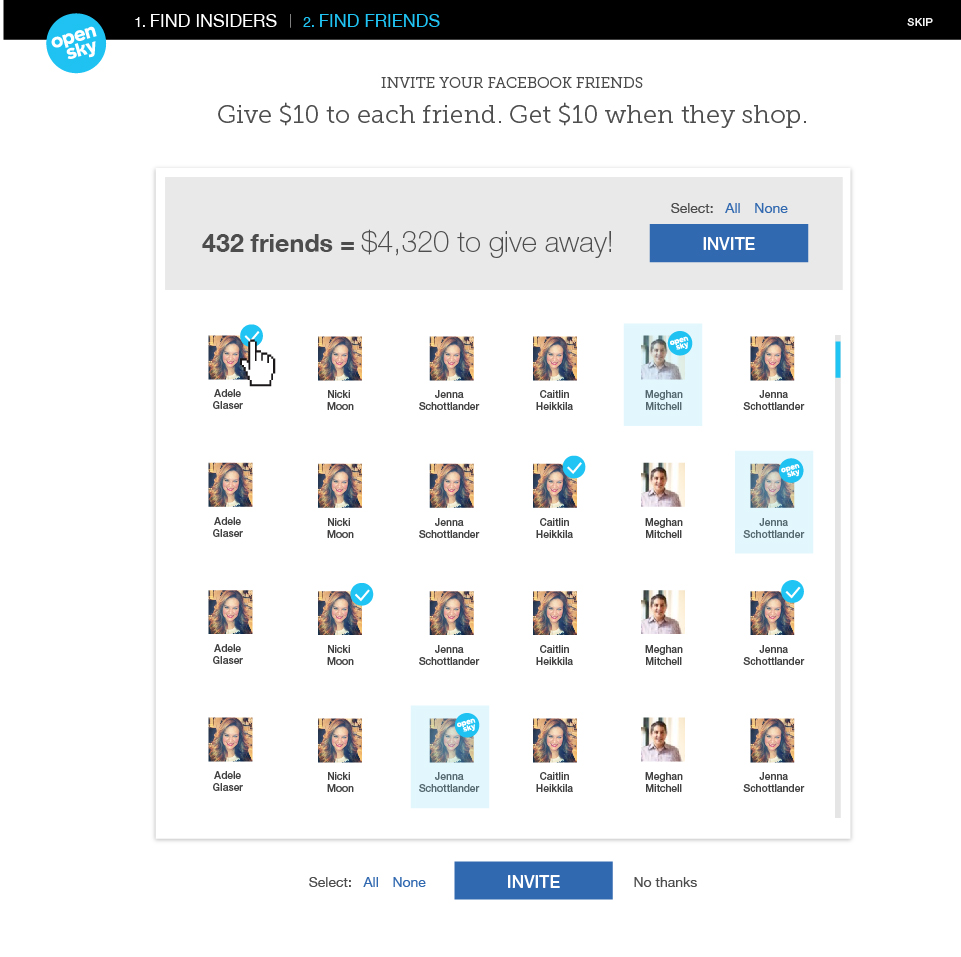 1. FIND INSIDERS | 2. FIND FRIENDS
SKIP
open
sky
INVITE YOUR FACEBOOK FRIENDS
Give $10 to each friend. Get $10 when they shop.
Select: All None
432 friends = $4,320 to give away!
INVITE
open
sky
Adele
Glaser
Nicki
Moon
Jenna
Schottlander
Caitlin
Heikkila
Meghan
Mitchell
Jenna
Schottlander
open
sky
Adele
Glaser
Nicki
Moon
Jenna
Schottlander
Caitlin
Heikkila
Meghan
Mitchell
Jenna
Schottlander
Adele
Glaser
Nicki
Moon
Jenna
Schottlander
Caitlin
Heikkila
Meghan
Mitchell
Jenna
Schottlander
open
sky
Adele
Glaser
Nicki
Moon
Jenna
Schottlander
Caitlin
Heikkila
Meghan
Mitchell
Jenna
Schottlander
Select: All None
INVITE
No thanks